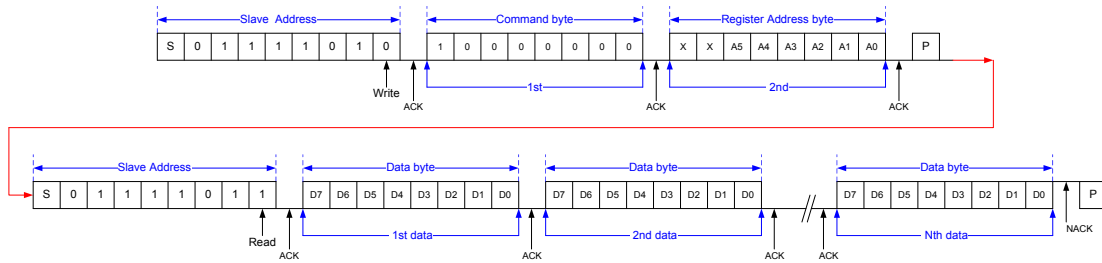 Slave Address Command byte Register Address byte
S 0 1 1 1 1 0 1 0 1 0 0 0 0 0 0 0 X X A5 A4 A3 A2 A1 A0 P
Write ACK 1st ACK 2nd ACK
Slave Address Data byte Data byte Data byte
S 0 1 1 1 1 0 1 1 D7 D6 D5 D4 D3 D2 D1 D0 D7 D6 D5 D4 D3 D2 D1 D0 D7 D6 D5 D4 D3 D2 D1 D0 P
Read ACK 1st data ACK 2nd data ACK // ACK Nth data NACK